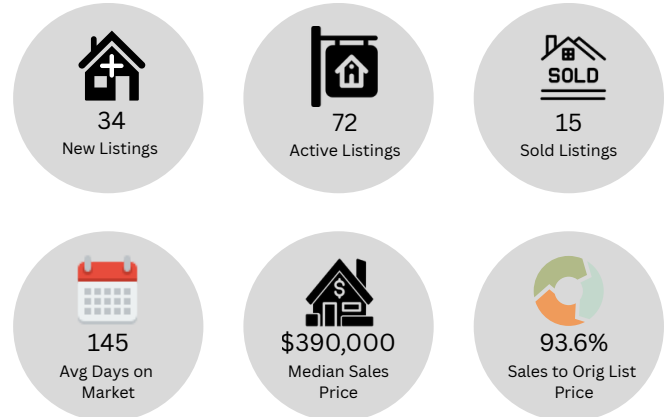 34
New Listings
72
Active Listings
SOLD
15
Sold Listings
145
Avg Days on
Market
$
$390,000
Median Sales
Price
93.6%
Sales to Orig List
Price